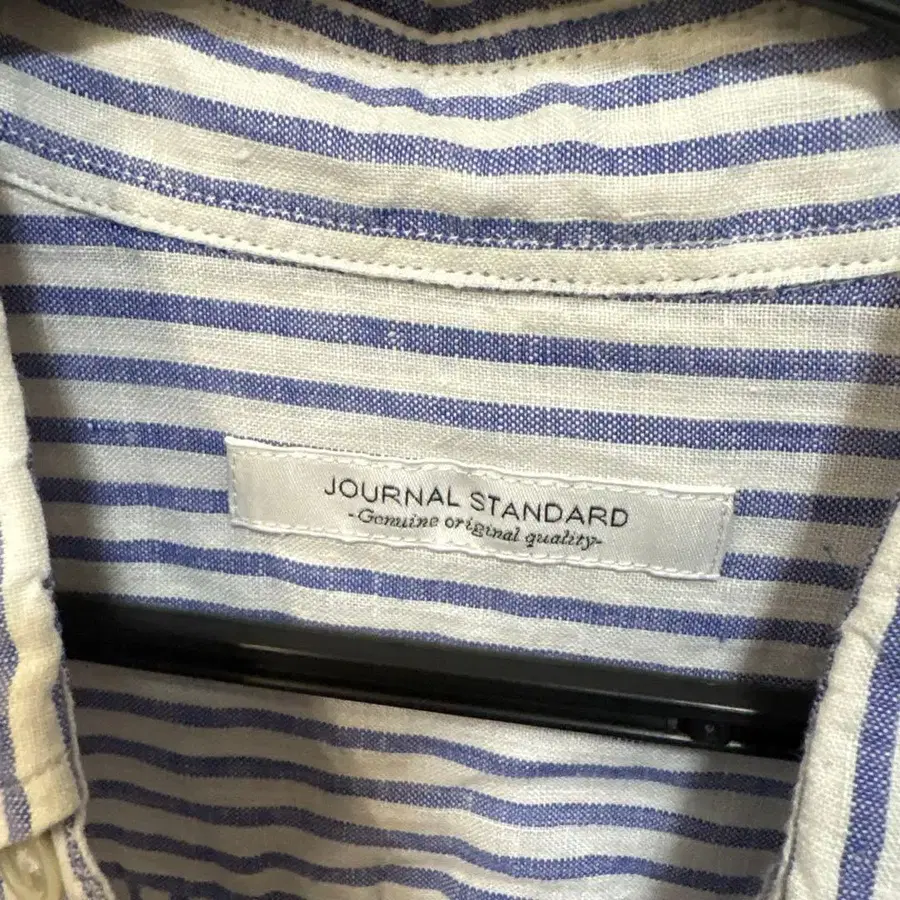 JOURNAL STANDARD
-Genuine original quality-